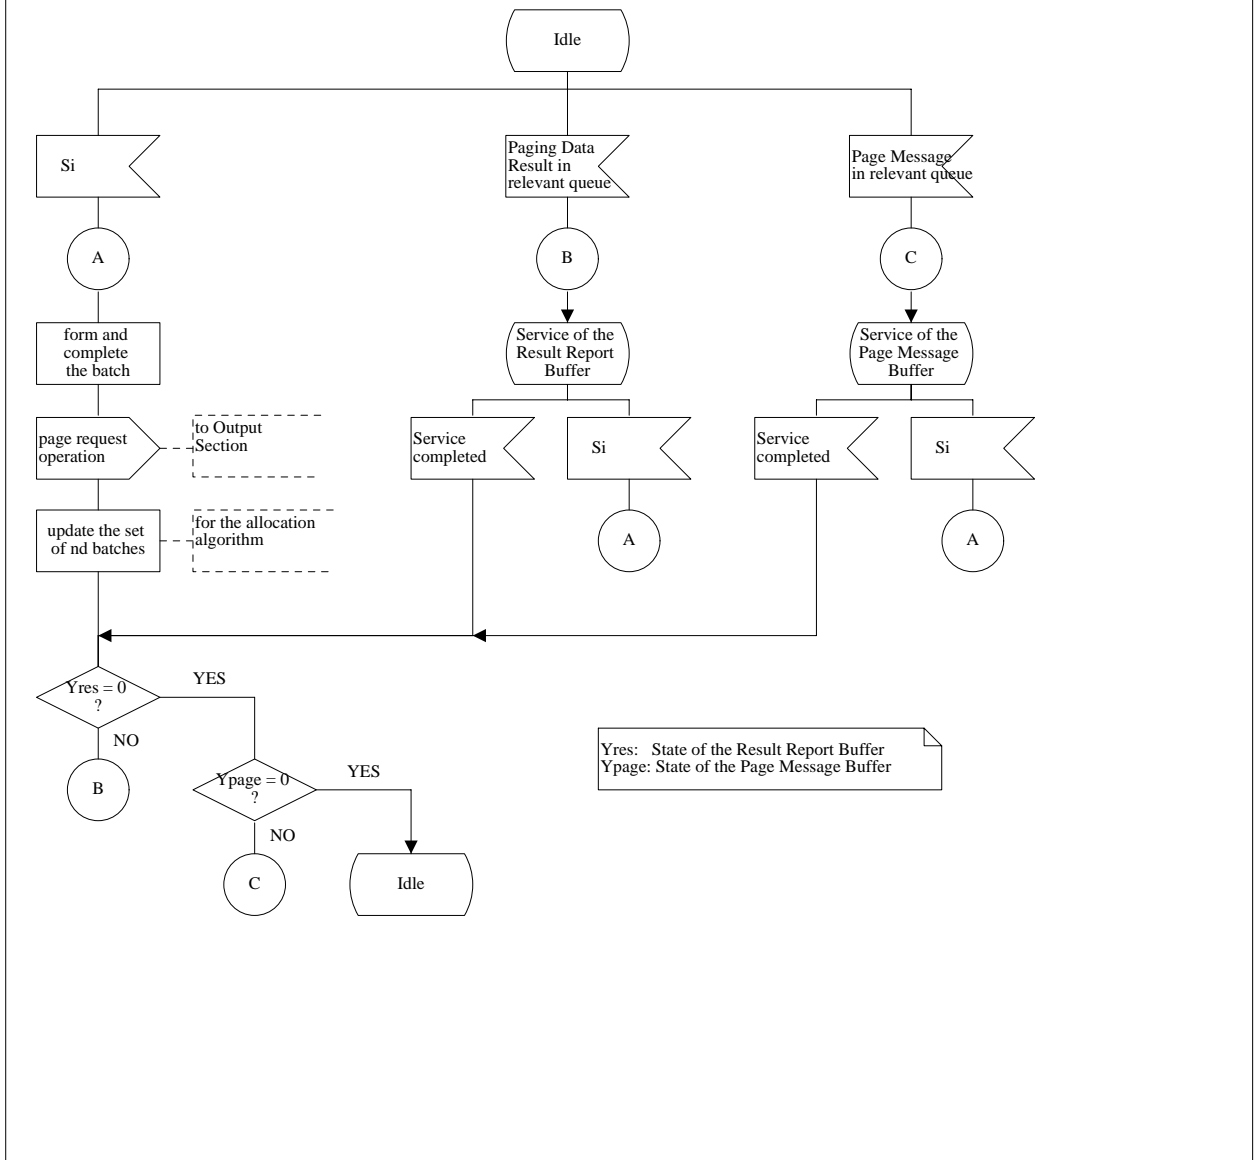 Idle
Si
Paging Data
Result in
relevant queue
Page Message
in relevant queue
A
B
C
form and
complete
the batch
Service of the
Result Report
Buffer
Service of the
Page Message
Buffer
page request
operation
to Output
Section
Service
completed
Si
Service
completed
Si
update the set
of nd batches
for the allocation
algorithm
A
A
Yres = 0
?
YES
NO
B
Ypage = 0
?
YES
NO
C
Idle
Yres: State of the Result Report Buffer
Ypage: State of the Page Message Buffer